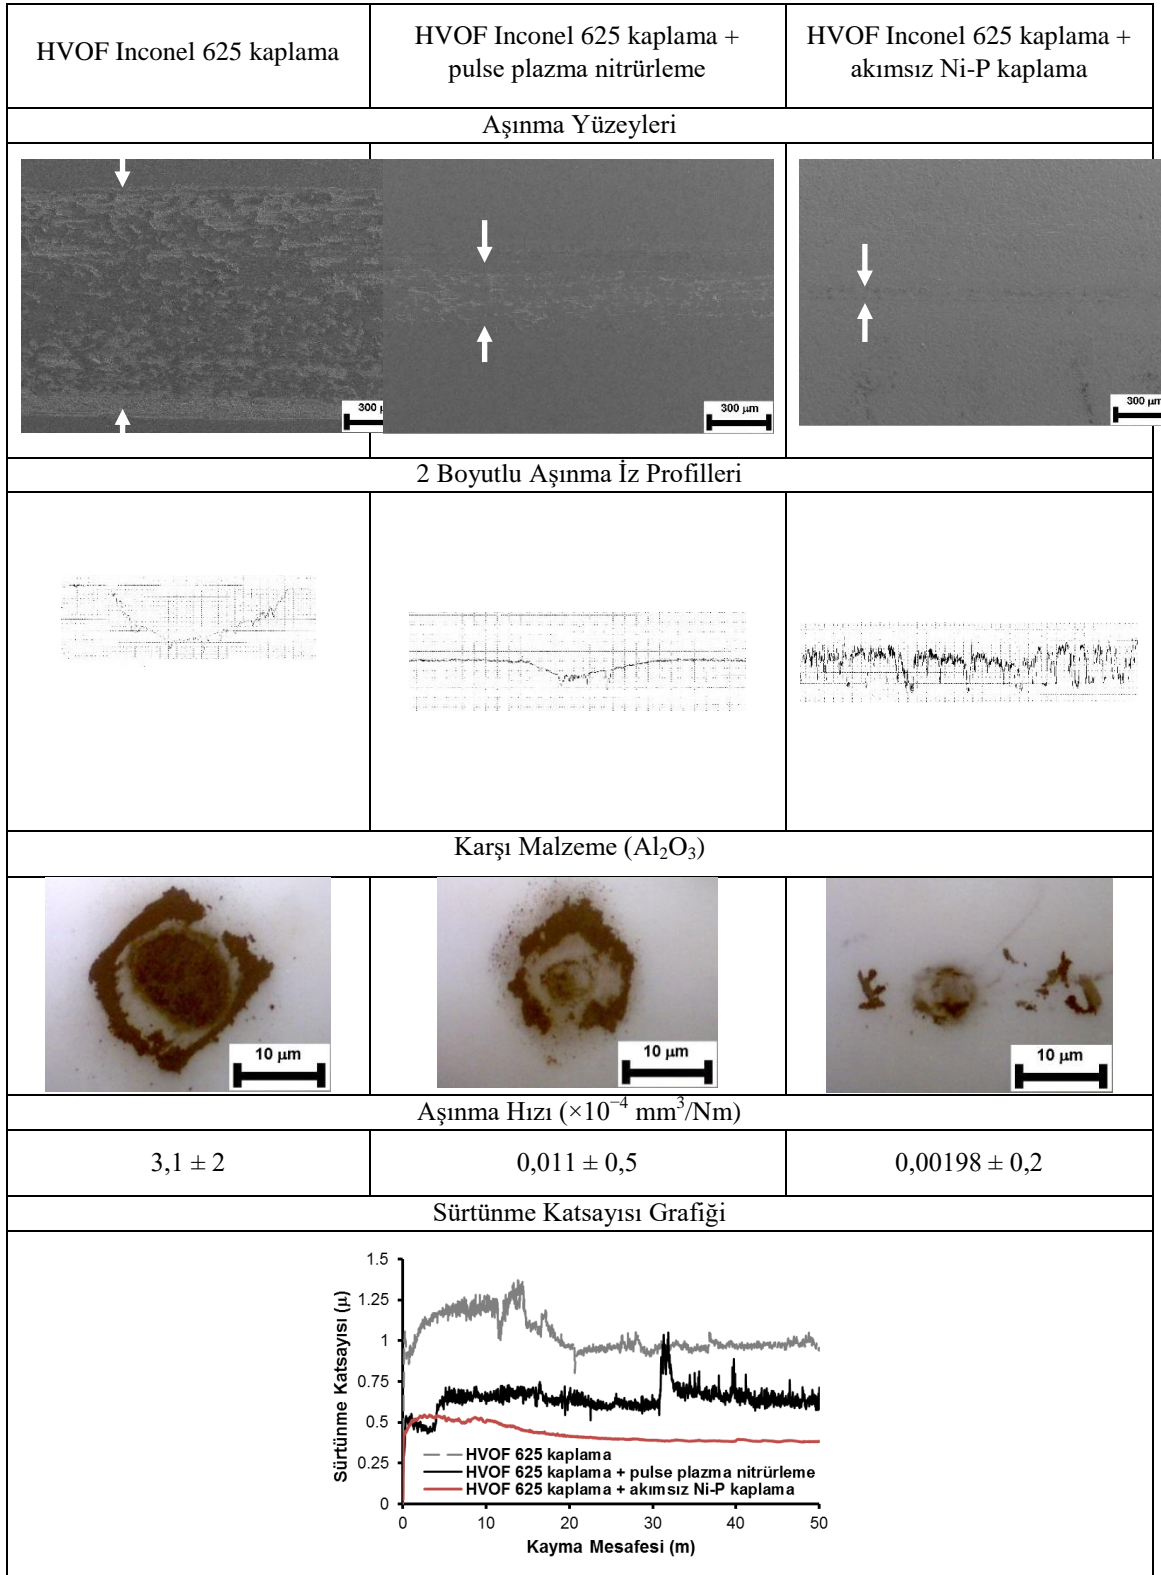 HVOF Inconel 625 kaplama
HVOF Inconel 625 kaplama +
pulse plazma nitrürleme
HVOF Inconel 625 kaplama +
akımsız Ni-P kaplama
Aşınma Yüzeyleri
300 μ
300 μm
300 μm
2 Boyutlu Aşınma İz Profilleri
Karşı Malzeme (Al₂O₃)
10 μm
10 μm
10 μm
Aşınma Hızı (×10⁻⁴ mm³/Nm)
3,1 ± 2
0,011 ± 0,5
0,00198 ± 0,2
Sürtünme Katsayısı Grafiği
Sürtünme Katsayısı (μ)
1.5
1.25
1
0.75
0.5
0.25
0
HVOF 625 kaplama
HVOF 625 kaplama + pulse plazma nitrürleme
HVOF 625 kaplama + akımsız Ni-P kaplama
0 10 20 30 40 50
Kayma Mesafesi (m)